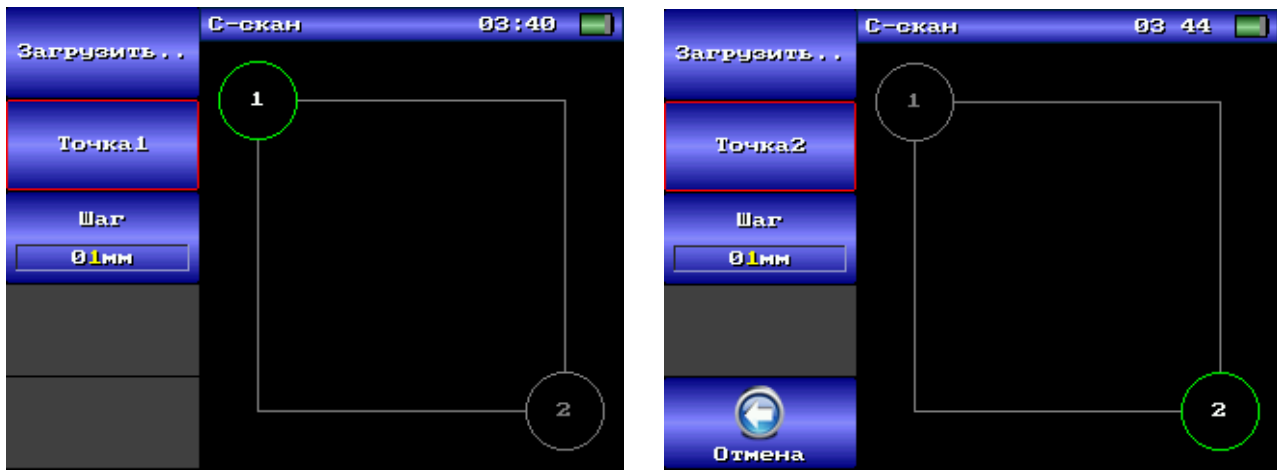 С-скан 03:40
Загрузить..
1
Точка1
Шаг
01мм
2
С-скан 03 44
Загрузить..
1
Точка2
Шаг
01мм
2
Отмена